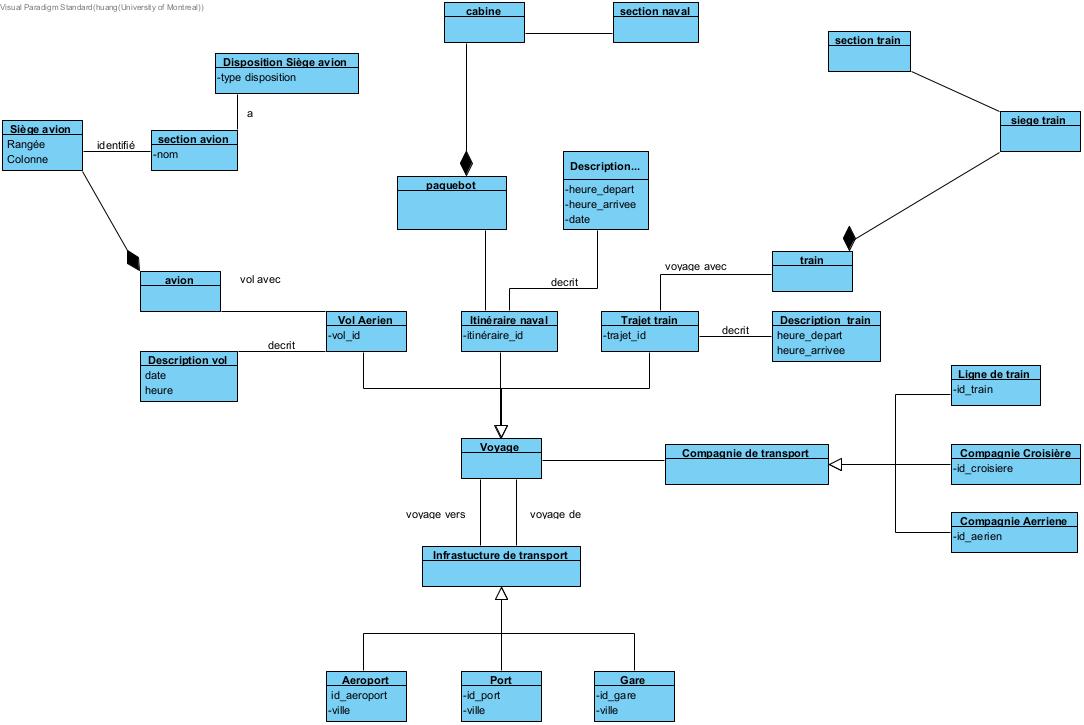 Visual Paradigm Standard(huang(University of Montreal))
cabine
section naval
section train
Disposition Siège avion
-type disposition
a
Siège avion
Rangée
Colonne
identifié
section avion
-nom
siege train
paquebot
Description...
-heure_depart
-heure_arrivee
-date
avion
vol avec
decrit
voyage avec
train
Vol Aerien
-vol_id
Itinéraire naval
-itinéraire_id
Trajet train
-trajet_id
decrit
Description train
heure_depart
heure_arrivee
decrit
Description vol
date
heure
Ligne de train
-id_train
Voyage
Compagnie de transport
Compagnie Croisière
-id_croisiere
voyage vers
voyage de
Compagnie Aerriene
-id_aerien
Infrastucture de transport
Aeroport
id_aeroport
-ville
Port
-id_port
-ville
Gare
-id_gare
-ville